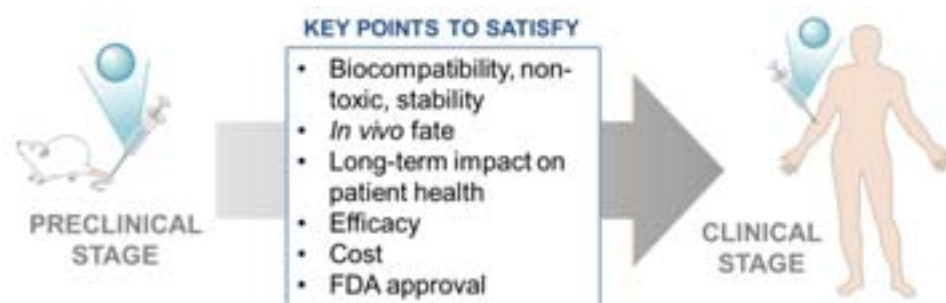 KEY POINTS TO SATISFY
• Biocompatibility, non-
toxic, stability
• In vivo fate
• Long-term impact on
patient health
• Efficacy
• Cost
• FDA approval
PRECLINICAL
STAGE
CLINICAL
STAGE